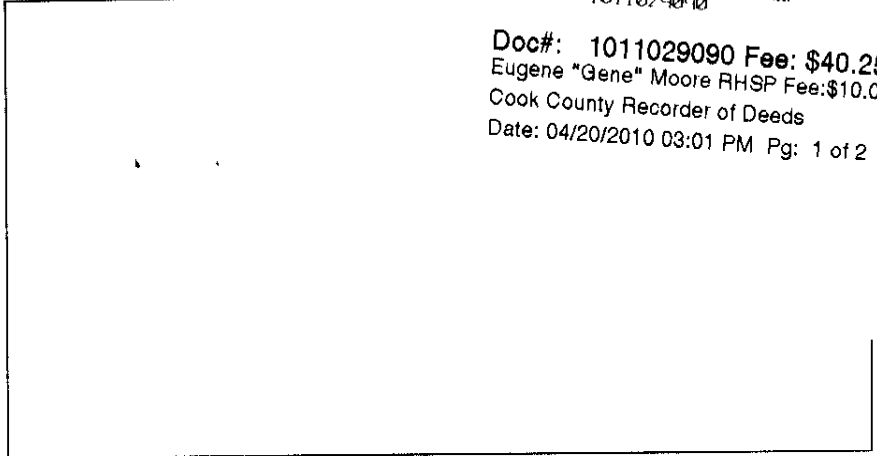 Doc#: 1011029090 Fee: $40.2
Eugene "Gene" Moore RHSP Fee:$10.0
Cook County Recorder of Deeds
Date: 04/20/2010 03:01 PM Pg: 1 of 2